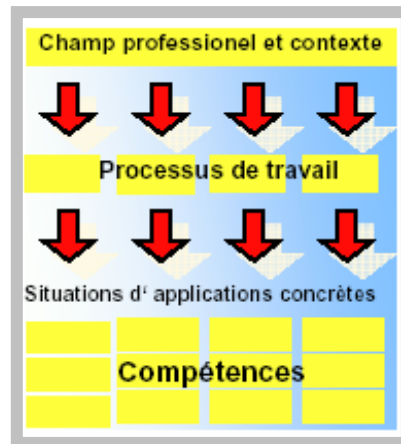 Champ professionel et contexte
Processus de travail
Situations d‘ applications concrètes
Compétences